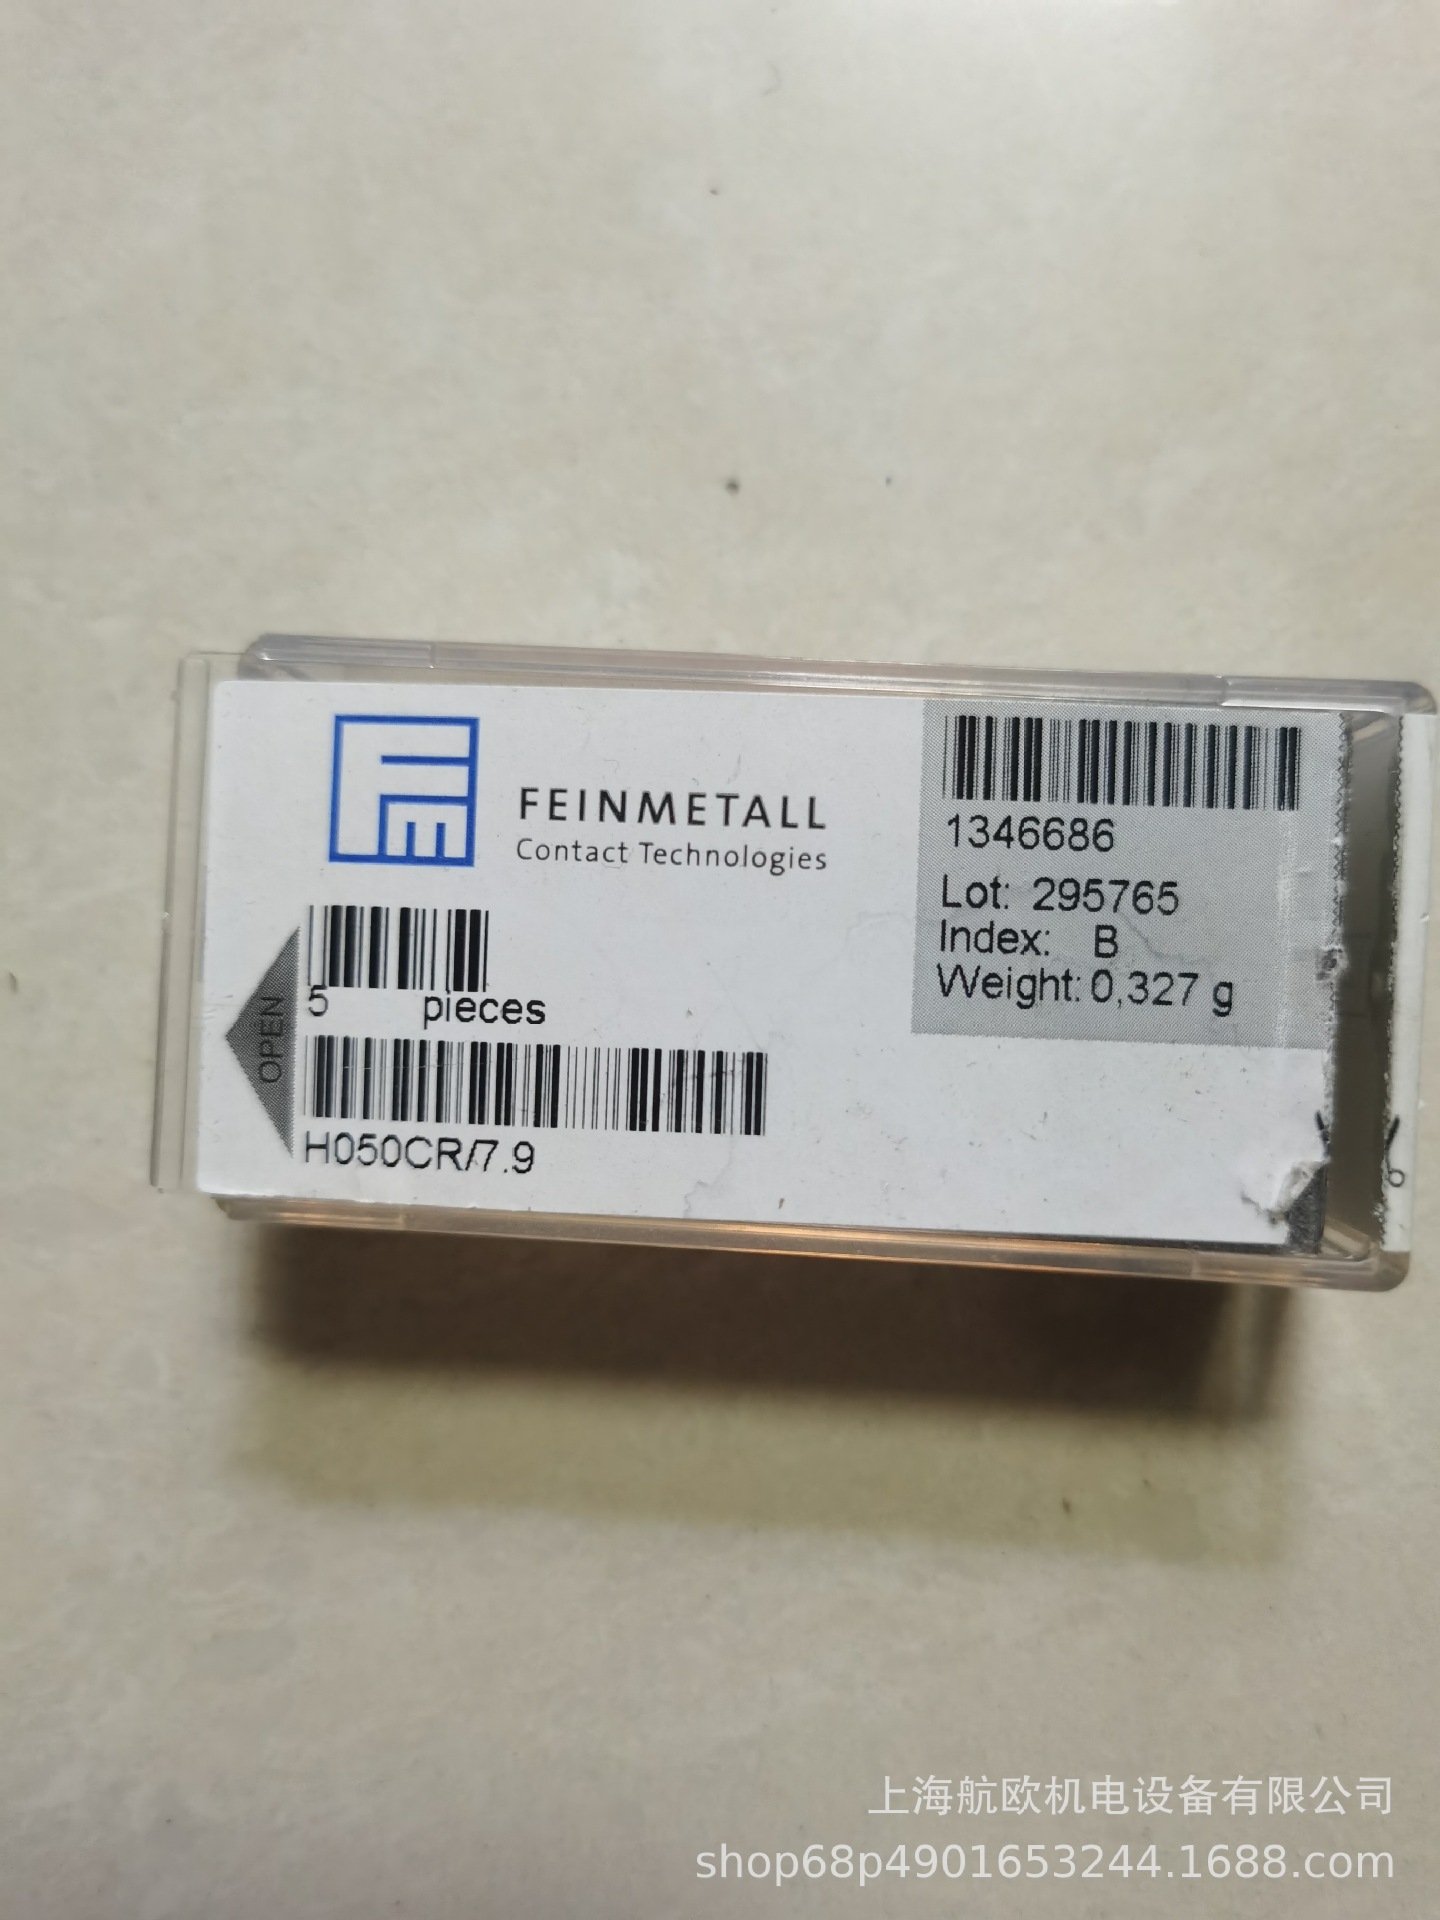 Fm
FEINMETALL
Contact Technologies
1346686
Lot: 295765
Index: B
Weight: 0,327 g
OPEN
5 pieces
H050CR/7.9
上海航欧机电设备有限公司
shop68p4901653244.1688.com